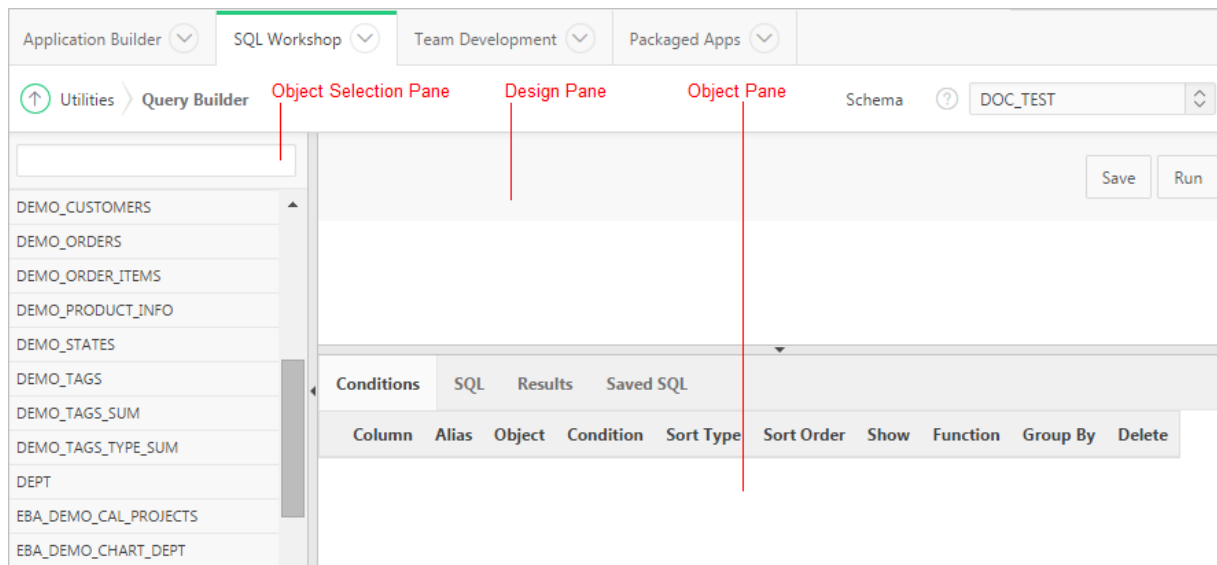 Application Builder SQL Workshop Team Development Packaged Apps
Utilities Query Builder Object Selection Pane Design Pane Object Pane Schema ? DOC_TEST
Save Run
DEMO_CUSTOMERS
DEMO_ORDERS
DEMO_ORDER_ITEMS
DEMO_PRODUCT_INFO
DEMO_STATES
DEMO_TAGS
DEMO_TAGS_SUM
DEMO_TAGS_TYPE_SUM
DEPT
EBA_DEMO_CAL_PROJECTS
EBA_DEMO_CHART_DEPT
Conditions SQL Results Saved SQL
Column Alias Object Condition Sort Type Sort Order Show Function Group By Delete